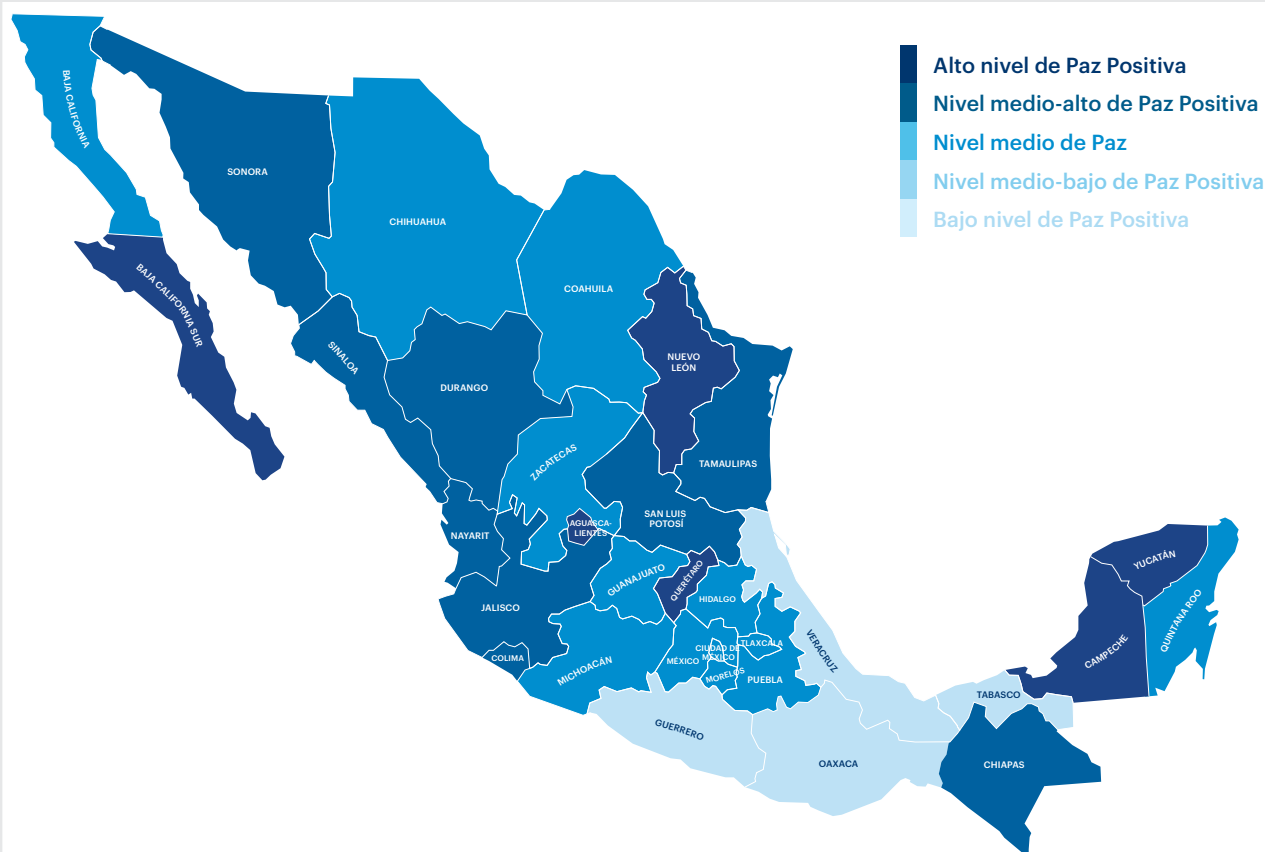 Alto nivel de Paz Positiva
Nivel medio-alto de Paz Positiva
Nivel medio de Paz
Nivel medio-bajo de Paz Positiva
Bajo nivel de Paz Positiva
BAJA CALIFORNIA
SONORA
CHIHUAHUA
COAHUILA
BAJA CALIFORNIA SUR
SINALOA
DURANGO
NUEVO
LEÓN
ZACATECAS
TAMAULIPAS
SAN LUIS
POTOSÍ
AGUASCA-
LIENTES
NAYARIT
GUANAJUATO
QUERÉTARO
HIDALGO
JALISCO
COLIMA
MICHOACÁN
MÉXICO
CIUDAD DE
MÉXICO
TLAXCALA
MORELOS
PUEBLA
VERACRUZ
GUERRERO
OAXACA
TABASCO
CHIAPAS
CAMPECHE
YUCATÁN
QUINTANA ROO